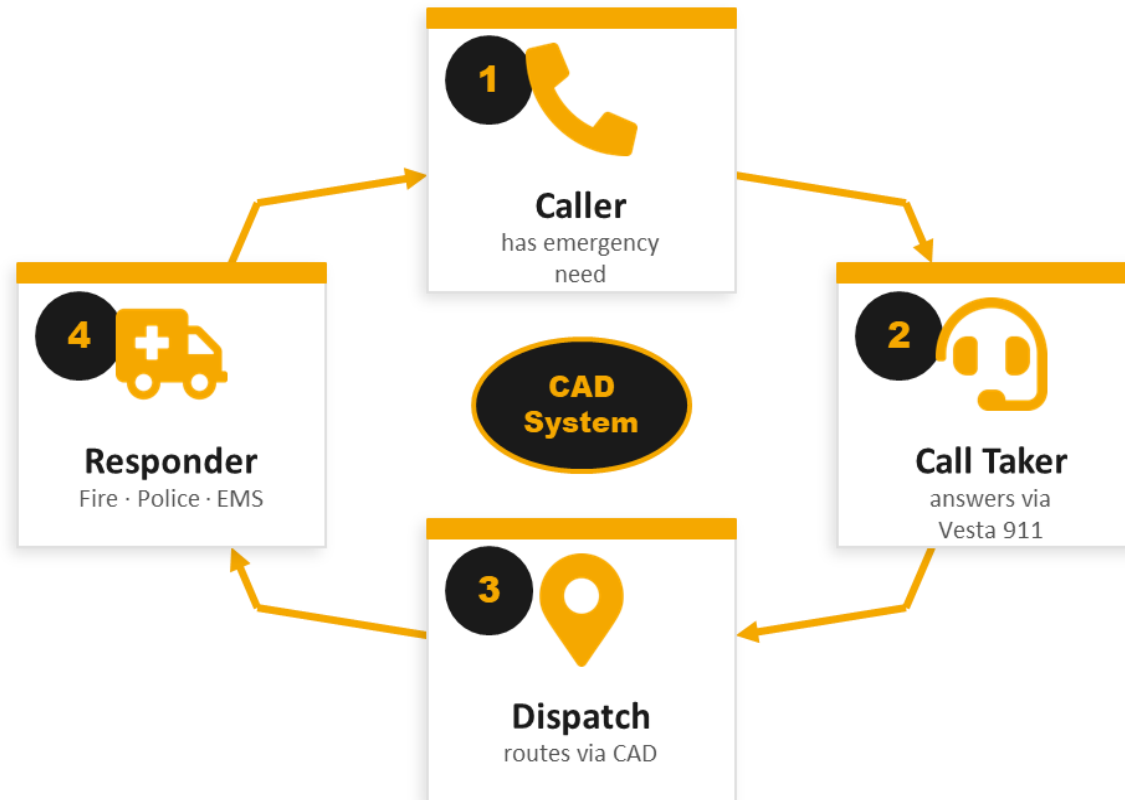 1
Caller
has emergency
need
2
Call Taker
answers via
Vesta 911
3
Dispatch
routes via CAD
4
Responder
Fire · Police · EMS
CAD
System